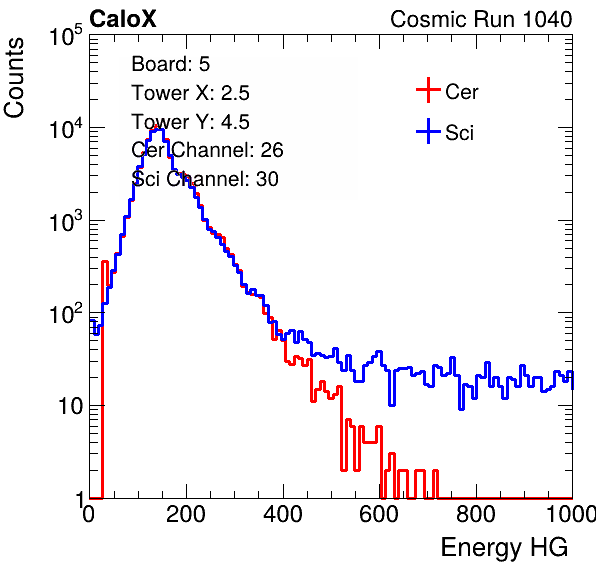 CaloX Cosmic Run 1040
Counts
Board: 5
Tower X: 2.5
Tower Y: 4.5
Cer Channel: 26
Sci Channel: 30
Cer
Sci
10^5
10^4
10^3
10^2
10
1
0 200 400 600 800 1000
Energy HG